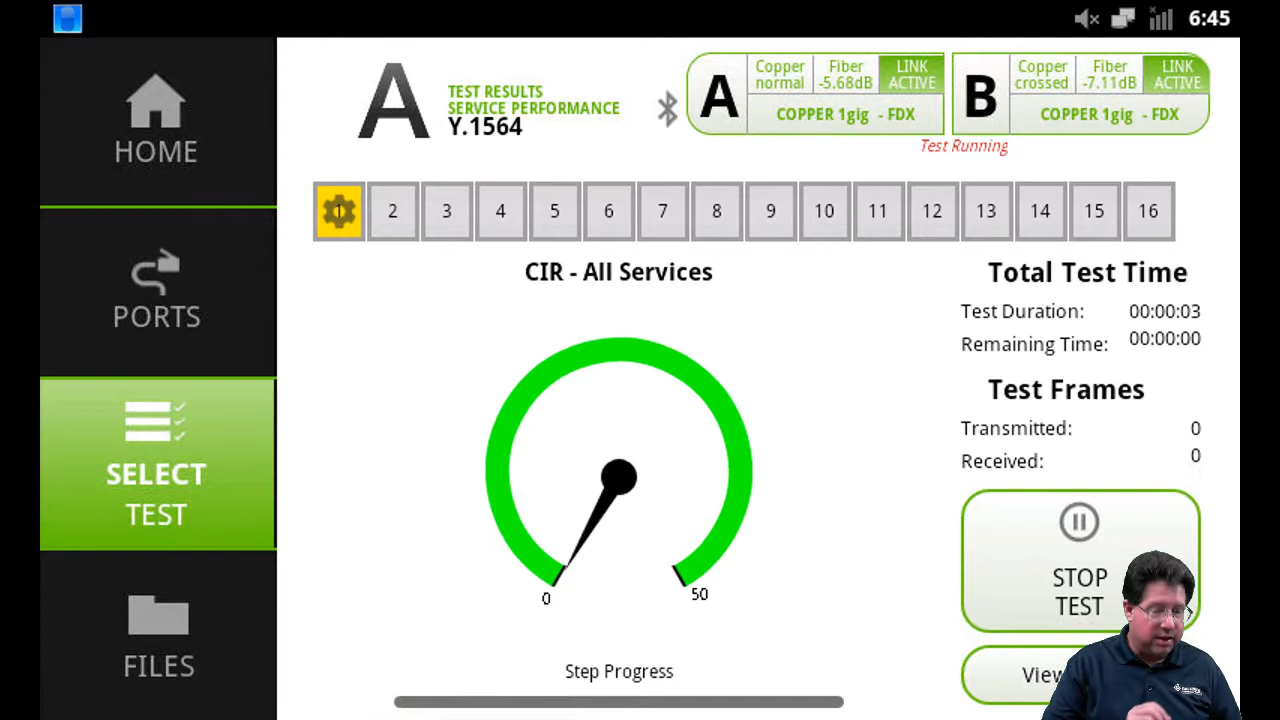 6:45
HOME
PORTS
SELECT
TEST
FILES
A
TEST RESULTS
SERVICE PERFORMANCE
Y.1564
A
Copper
normal
Fiber
-5.68dB
LINK
ACTIVE
COPPER 1gig - FDX
B
Copper
crossed
Fiber
-7.11dB
LINK
ACTIVE
COPPER 1gig - FDX
Test Running
1 2 3 4 5 6 7 8 9 10 11 12 13 14 15 16
CIR - All Services
0
50
Step Progress
Total Test Time
Test Duration: 00:00:03
Remaining Time: 00:00:00
Test Frames
Transmitted: 0
Received: 0
STOP
TEST
View